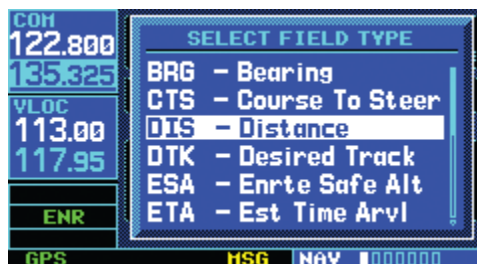 COM
122.800
135.325
VLOC
113.00
117.95
ENR
SELECT FIELD TYPE
BRG – Bearing
CTS – Course To Steer
DIS – Distance
DTK – Desired Track
ESA – Enrte Safe Alt
ETA – Est Time Arvl
GPS MSG NAV